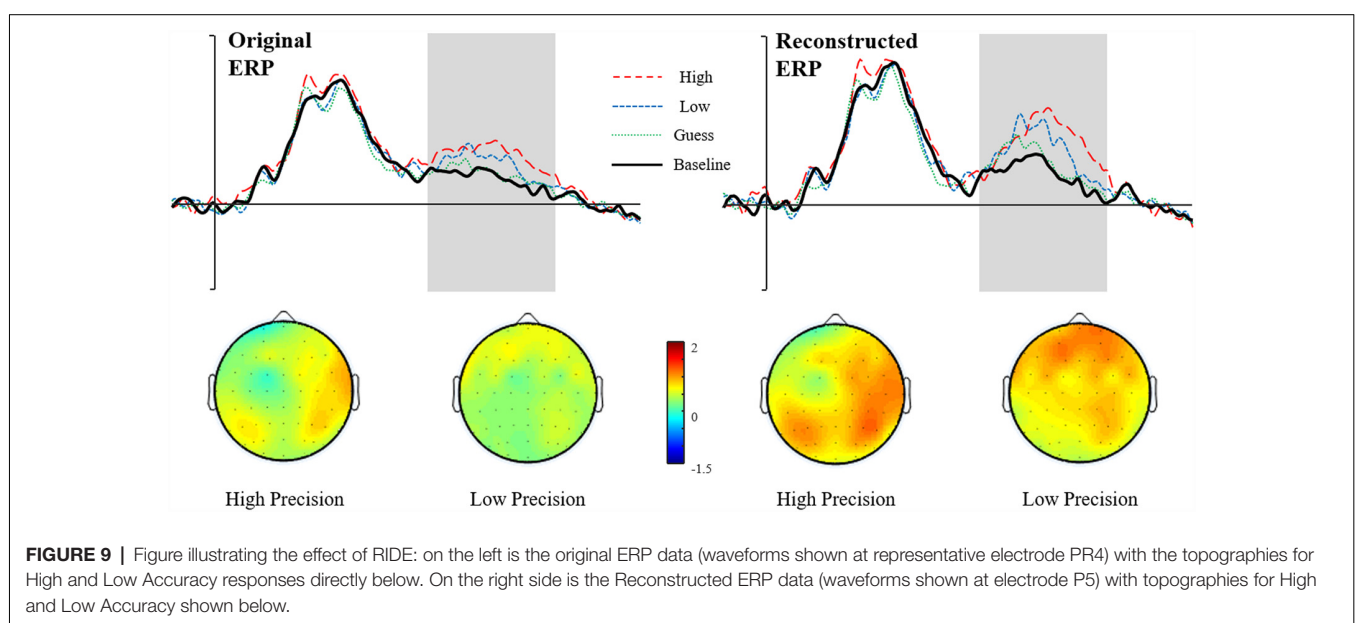 Original
ERP
High
Low
Guess
Baseline
Reconstructed
ERP
2
0
-1.5
High Precision
Low Precision
High Precision
Low Precision
FIGURE 9 | Figure illustrating the effect of RIDE: on the left is the original ERP data (waveforms shown at representative electrode PR4) with the topographies for
High and Low Accuracy responses directly below. On the right side is the Reconstructed ERP data (waveforms shown at electrode P5) with topographies for High
and Low Accuracy shown below.